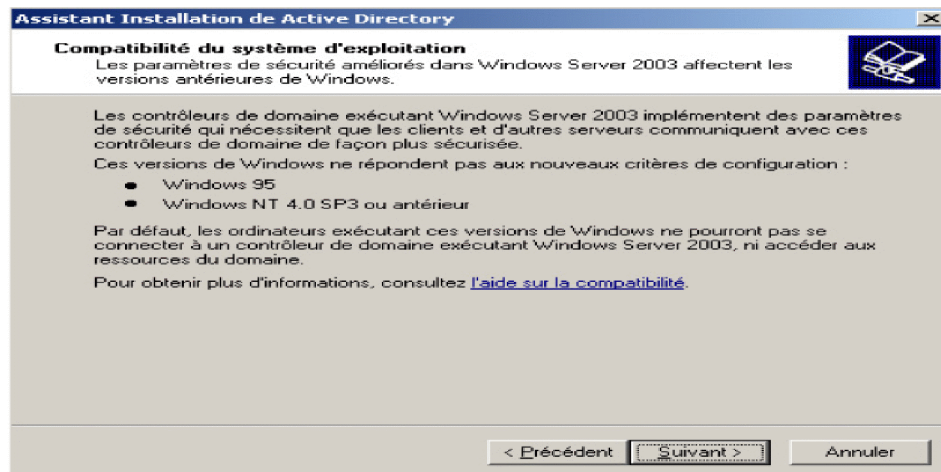 Assistant Installation de Active Directory
Compatibilité du système d'exploitation
Les paramètres de sécurité améliorés dans Windows Server 2003 affectent les
versions antérieures de Windows.
Les contrôleurs de domaine exécutant Windows Server 2003 implémentent des paramètres
de sécurité qui nécessitent que les clients et d'autres serveurs communiquent avec ces
contrôleurs de domaine de façon plus sécurisée.
Ces versions de Windows ne répondent pas aux nouveaux critères de configuration :
● Windows 95
● Windows NT 4.0 SP3 ou antérieur
Par défaut, les ordinateurs exécutant ces versions de Windows ne pourront pas se
connecter à un contrôleur de domaine exécutant Windows Server 2003, ni accéder aux
ressources du domaine.
Pour obtenir plus d'informations, consultez l'aide sur la compatibilité.
< Précédent Suivant > Annuler